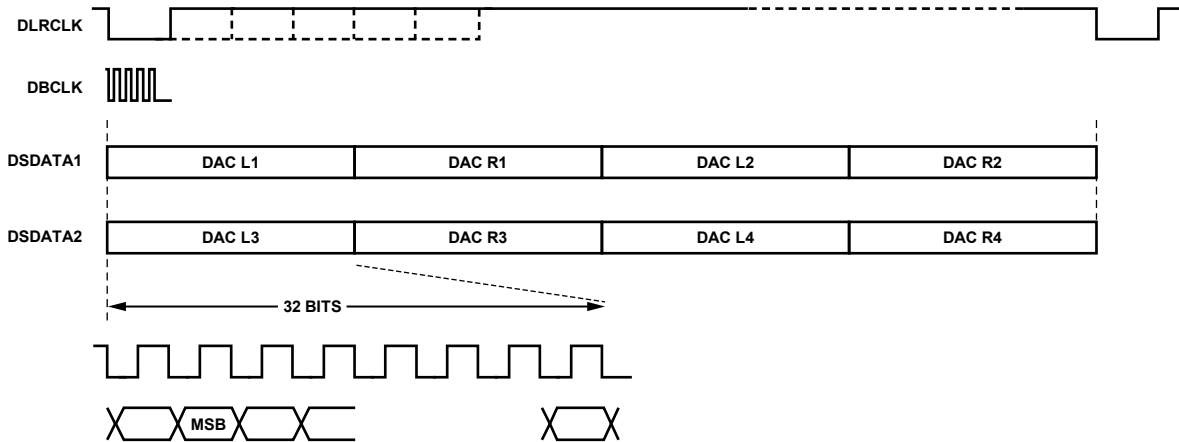 DLRCLK
DBCLK
DSDATA1 DAC L1 DAC R1 DAC L2 DAC R2
DSDATA2 DAC L3 DAC R3 DAC L4 DAC R4
32 BITS
MSB